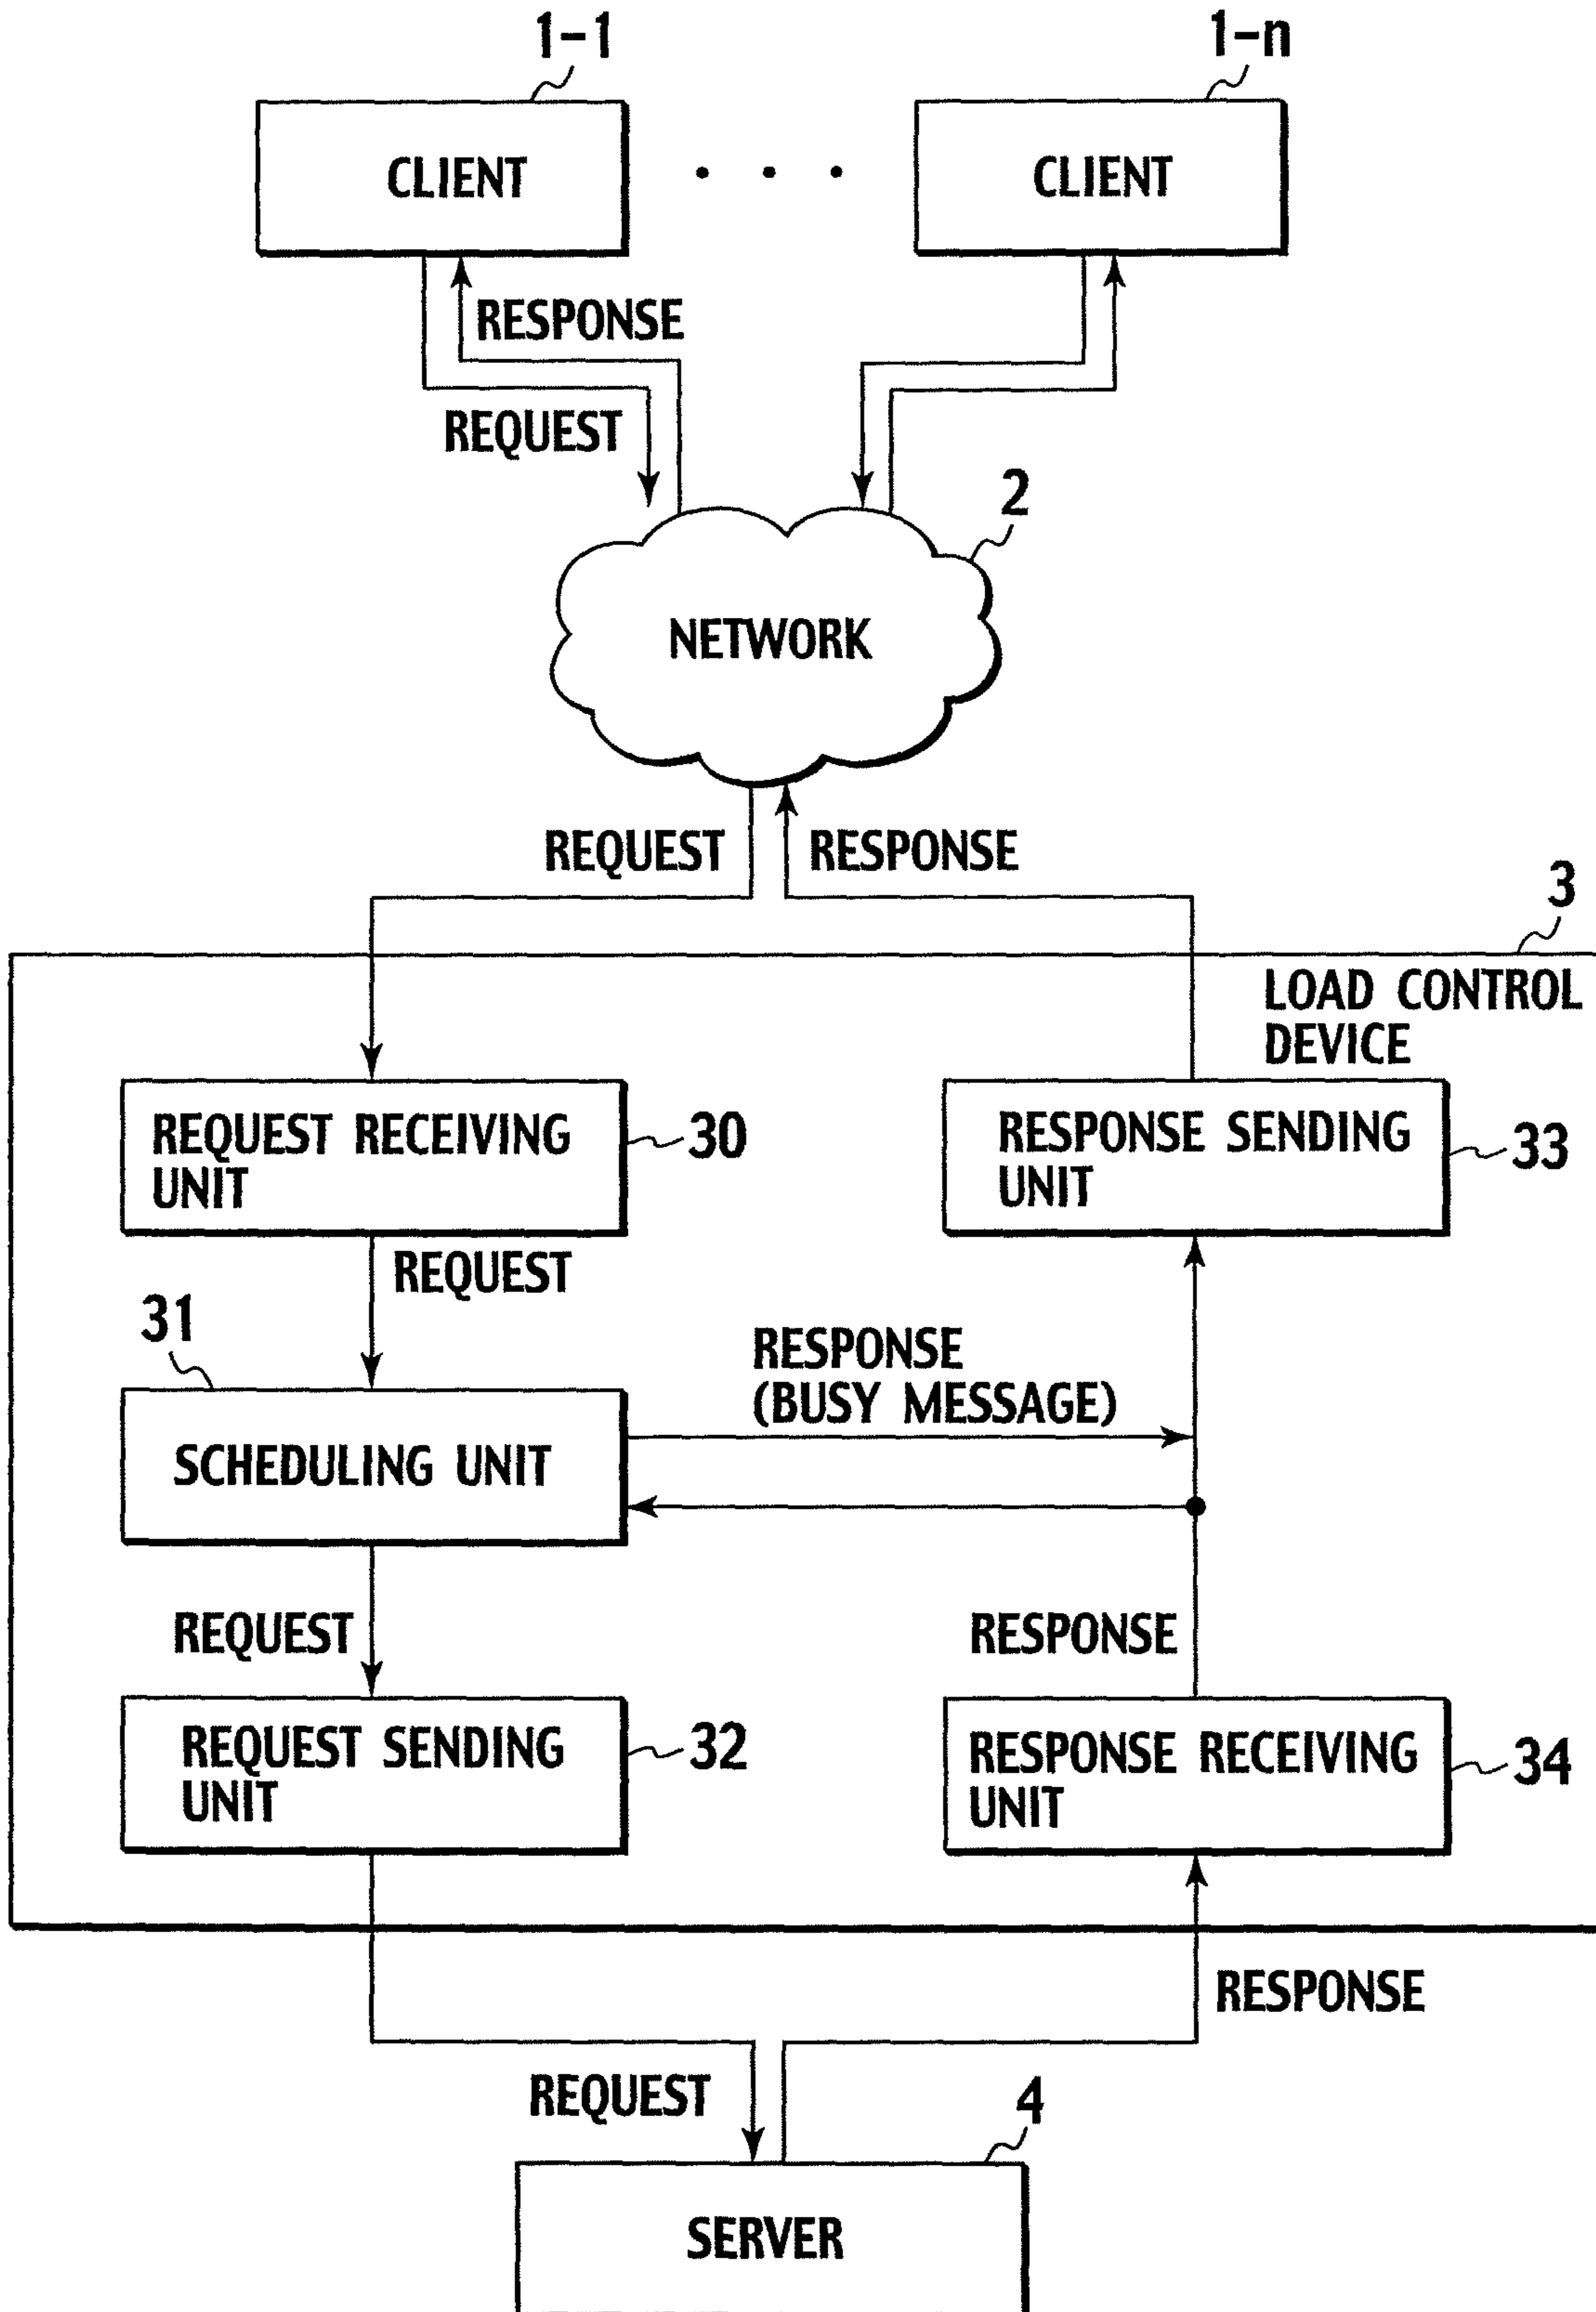 1-1
1-n
CLIENT
CLIENT
RESPONSE
REQUEST
2
NETWORK
REQUEST
RESPONSE
3
LOAD CONTROL
DEVICE
REQUEST RECEIVING
UNIT
30
RESPONSE SENDING
UNIT
33
REQUEST
31
RESPONSE
(BUSY MESSAGE)
SCHEDULING UNIT
REQUEST
RESPONSE
REQUEST SENDING
UNIT
32
RESPONSE RECEIVING
UNIT
34
RESPONSE
REQUEST
4
SERVER